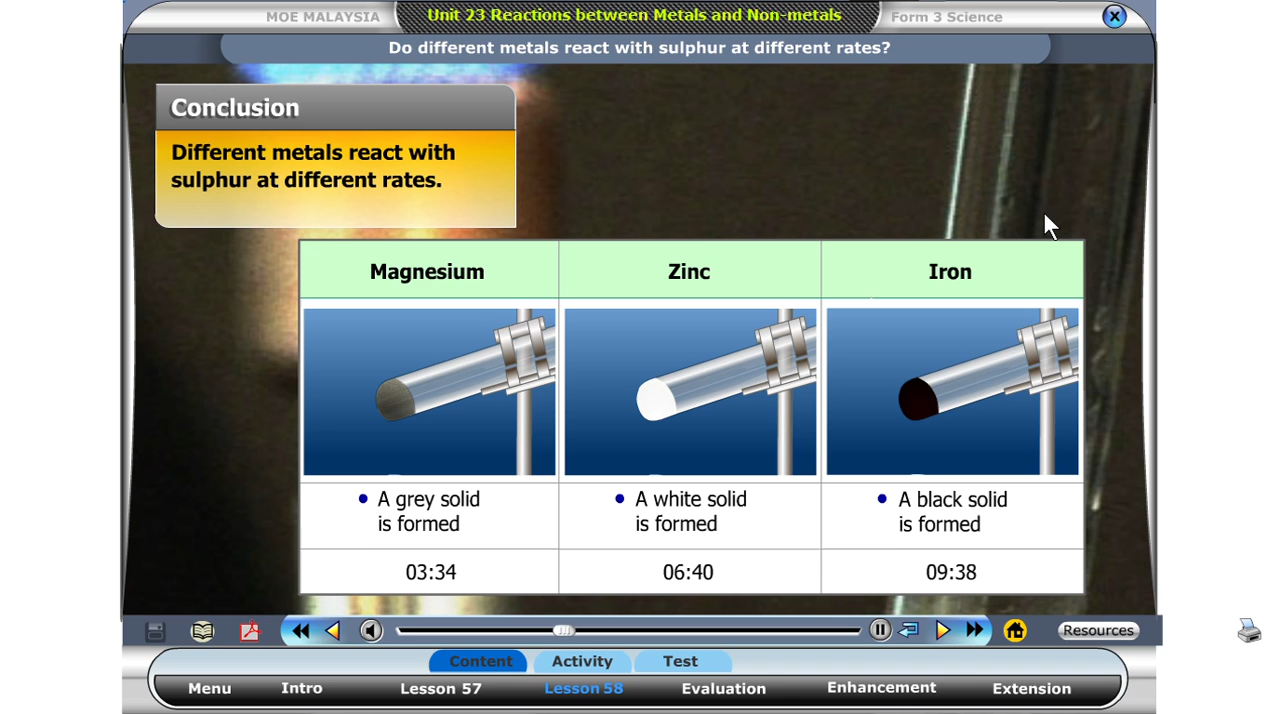 MOE MALAYSIA
Unit 23 Reactions between Metals and Non-metals
Form 3 Science
Do different metals react with sulphur at different rates?
Conclusion
Different metals react with
sulphur at different rates.
Magnesium
Zinc
Iron
• A grey solid
is formed
• A white solid
is formed
• A black solid
is formed
03:34
06:40
09:38
Resources
Content
Activity
Test
Menu
Intro
Lesson 57
Lesson 58
Evaluation
Enhancement
Extension